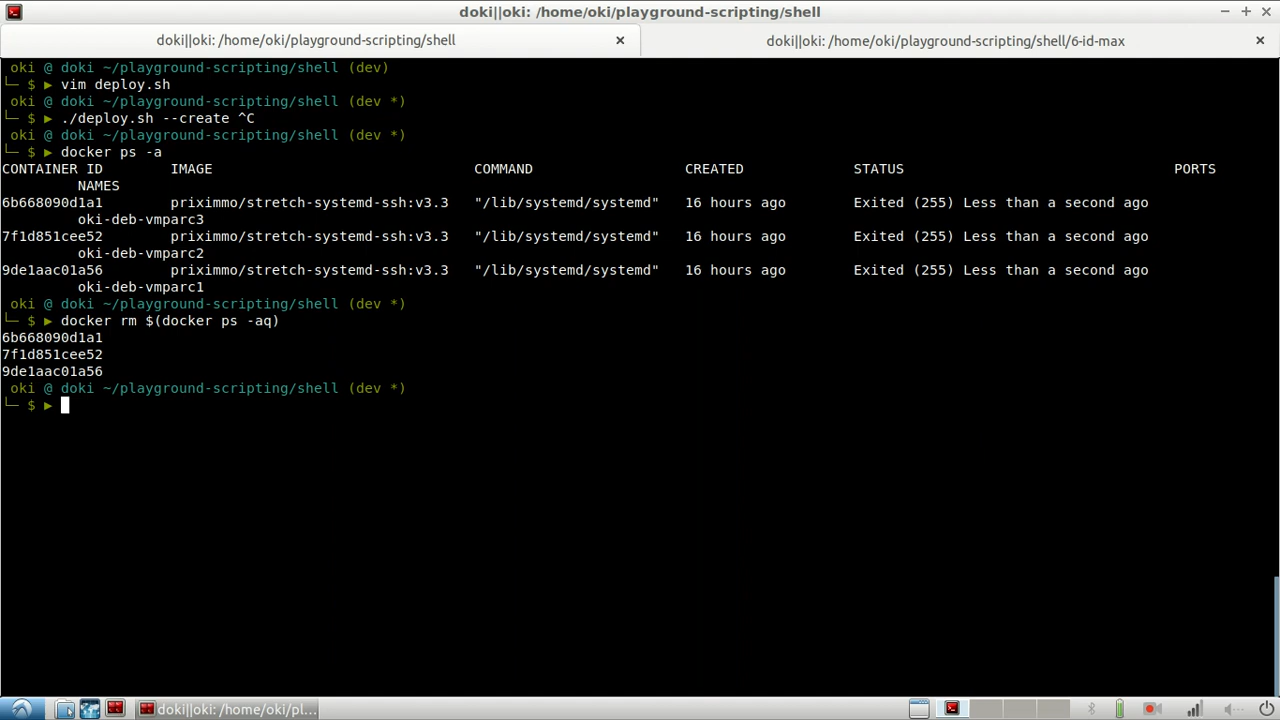 doki||oki: /home/oki/playground-scripting/shell
doki||oki: /home/oki/playground-scripting/shell
doki||oki: /home/oki/playground-scripting/shell/6-id-max
oki @ doki ~/playground-scripting/shell (dev)
└─ $ ▶ vim deploy.sh
oki @ doki ~/playground-scripting/shell (dev *)
└─ $ ▶ ./deploy.sh --create ^C
oki @ doki ~/playground-scripting/shell (dev *)
└─ $ ▶ docker ps -a
CONTAINER ID IMAGE COMMAND CREATED STATUS PORTS
NAMES
6b668090d1a1 priximmo/stretch-systemd-ssh:v3.3 "/lib/systemd/systemd" 16 hours ago Exited (255) Less than a second ago
oki-deb-vmparc3
7f1d851cee52 priximmo/stretch-systemd-ssh:v3.3 "/lib/systemd/systemd" 16 hours ago Exited (255) Less than a second ago
oki-deb-vmparc2
9de1aac01a56 priximmo/stretch-systemd-ssh:v3.3 "/lib/systemd/systemd" 16 hours ago Exited (255) Less than a second ago
oki-deb-vmparc1
oki @ doki ~/playground-scripting/shell (dev *)
└─ $ ▶ docker rm $(docker ps -aq)
6b668090d1a1
7f1d851cee52
9de1aac01a56
oki @ doki ~/playground-scripting/shell (dev *)
└─ $ ▶
doki||oki: /home/oki/pl...